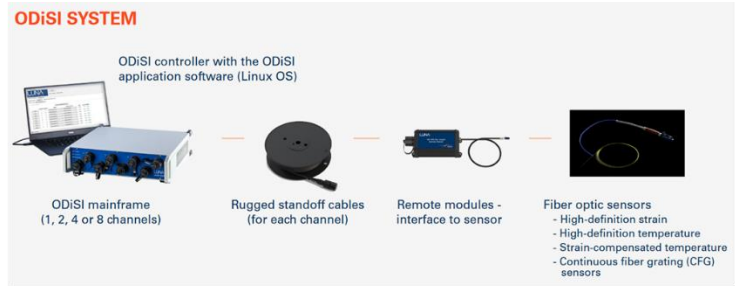 ODiSI SYSTEM
ODiSI controller with the ODiSI
application software (Linux OS)
LUNA
ODiSI mainframe
(1, 2, 4 or 8 channels)
Rugged standoff cables
(for each channel)
Remote modules -
interface to sensor
Fiber optic sensors
- High-definition strain
- High-definition temperature
- Strain-compensated temperature
- Continuous fiber grating (CFG)
sensors